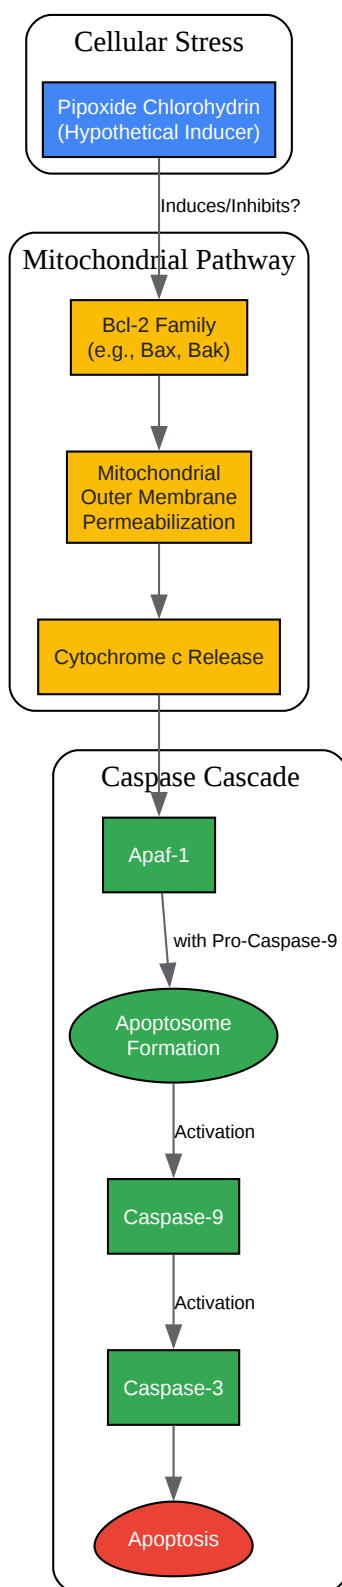 Cellular Stress
Pipoxide Chlorohydrin
(Hypothetical Inducer)
Induces/Inhibits?
Mitochondrial Pathway
Bcl-2 Family
(e.g., Bax, Bak)
Mitochondrial
Outer Membrane
Permeabilization
Cytochrome c Release
Caspase Cascade
Apaf-1
with Pro-Caspase-9
Apoptosome
Formation
Activation
Caspase-9
Activation
Caspase-3
Apoptosis